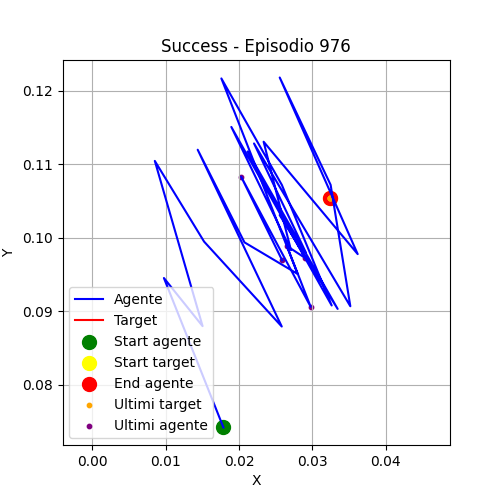 Success - Episodio 976
0.12
0.11
0.10
0.09
0.08
Y
Agente
Target
Start agente
Start target
End agente
Ultimi target
Ultimi agente
0.00 0.01 0.02 0.03 0.04
X